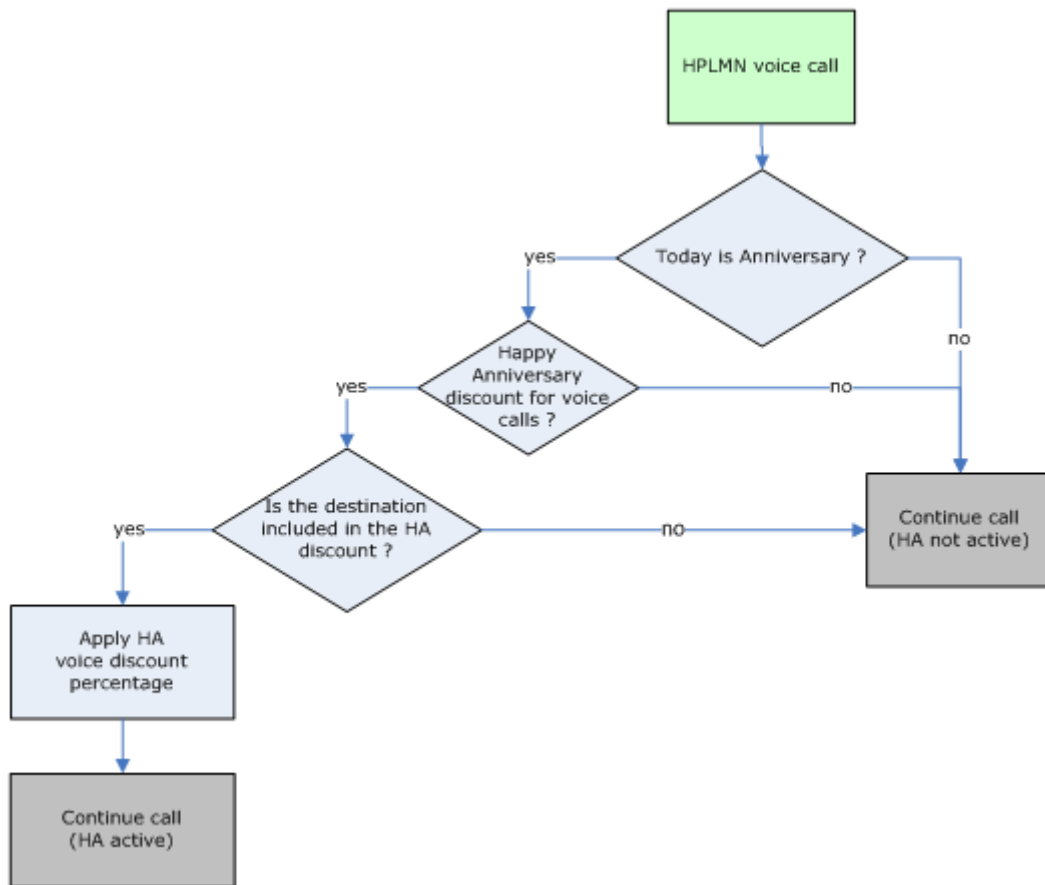 HPLMN voice call
Today is Anniversary ?
yes
no
Happy
Anniversary
discount for voice
calls ?
yes
no
Is the destination
included in the HA
discount ?
yes
no
Continue call
(HA not active)
Apply HA
voice discount
percentage
Continue call
(HA active)